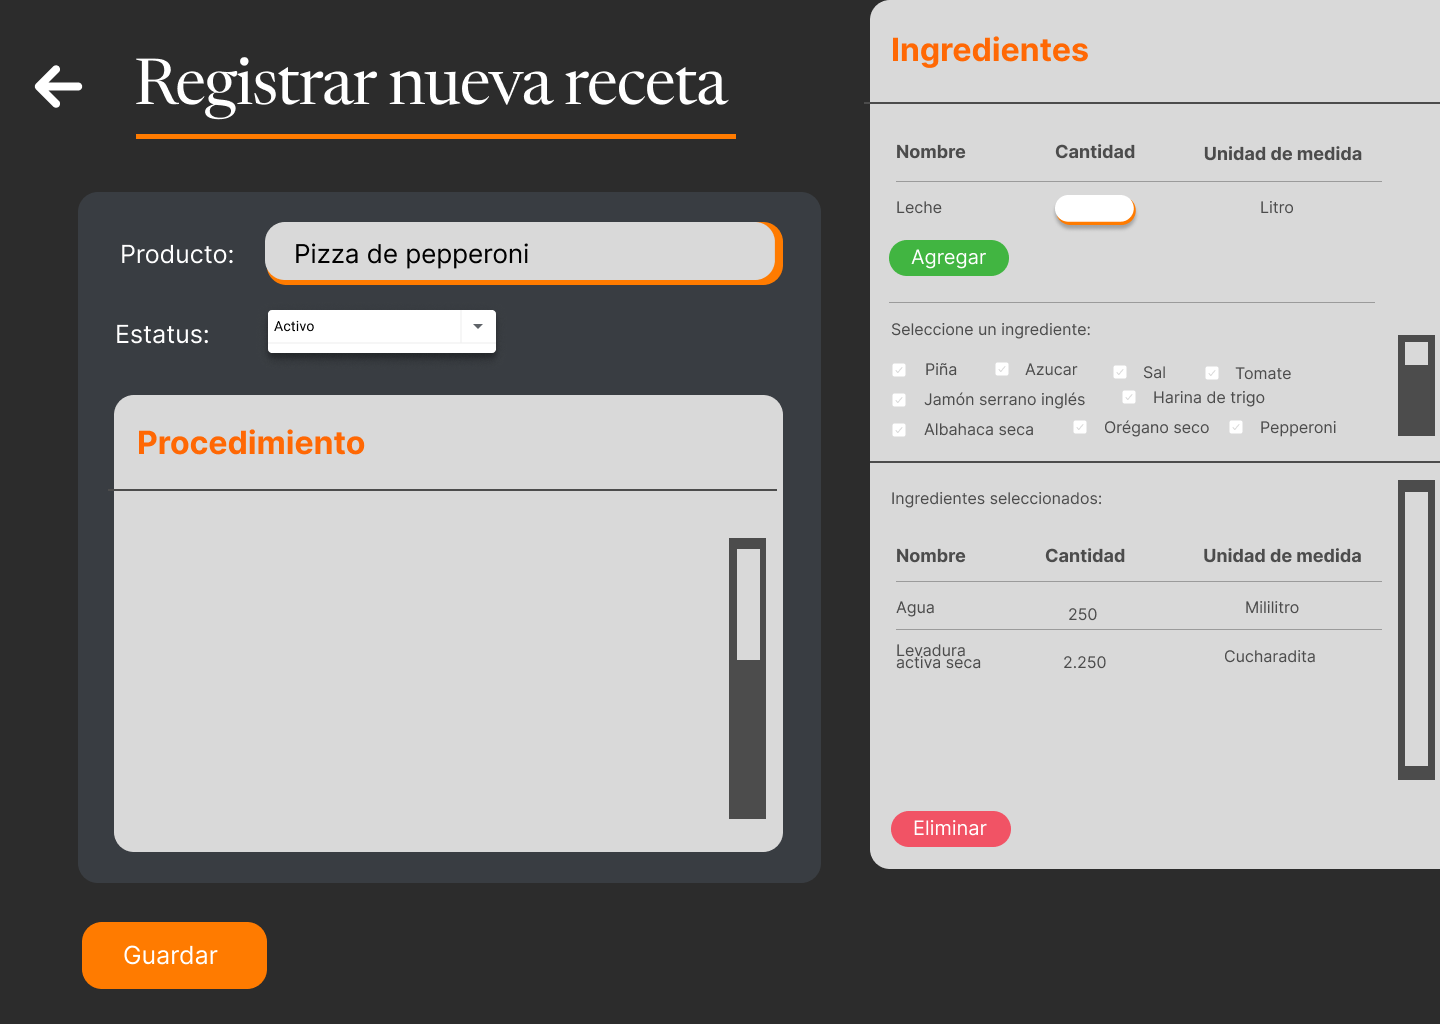 Registrar nueva receta
Producto:
Pizza de pepperoni
Estatus:
Activo
Procedimiento
Guardar
Ingredientes
Nombre Cantidad Unidad de medida
Leche Litro
Agregar
Seleccione un ingrediente:
Piña Azucar Sal Tomate
Jamón serrano inglés Harina de trigo
Albahaca seca Orégano seco Pepperoni
Ingredientes seleccionados:
Nombre Cantidad Unidad de medida
Agua 250 Mililitro
Levadura
activa seca 2.250 Cucharadita
Eliminar